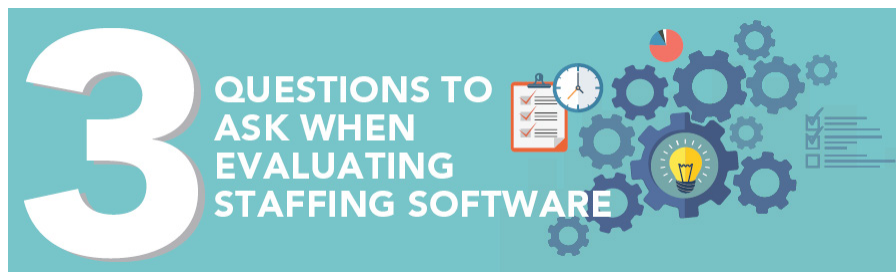 3
QUESTIONS TO
ASK WHEN
EVALUATING
STAFFING SOFTWARE